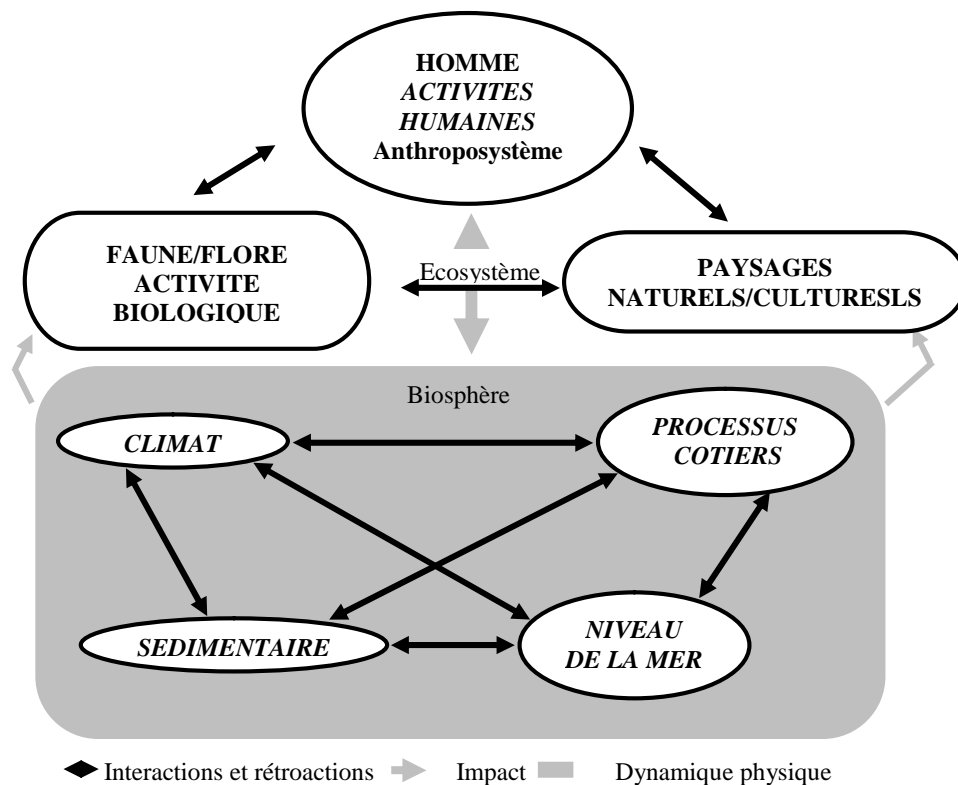 HOMME
ACTIVITES
HUMAINES
Anthroposystème
FAUNE/FLORE
ACTIVITE
BIOLOGIQUE
Ecosystème
PAYSAGES
NATURELS/CULTURESLS
Biosphère
CLIMAT
PROCESSUS
COTIERS
SEDIMENTAIRE
NIVEAU
DE LA MER
Interactions et rétroactions Impact Dynamique physique